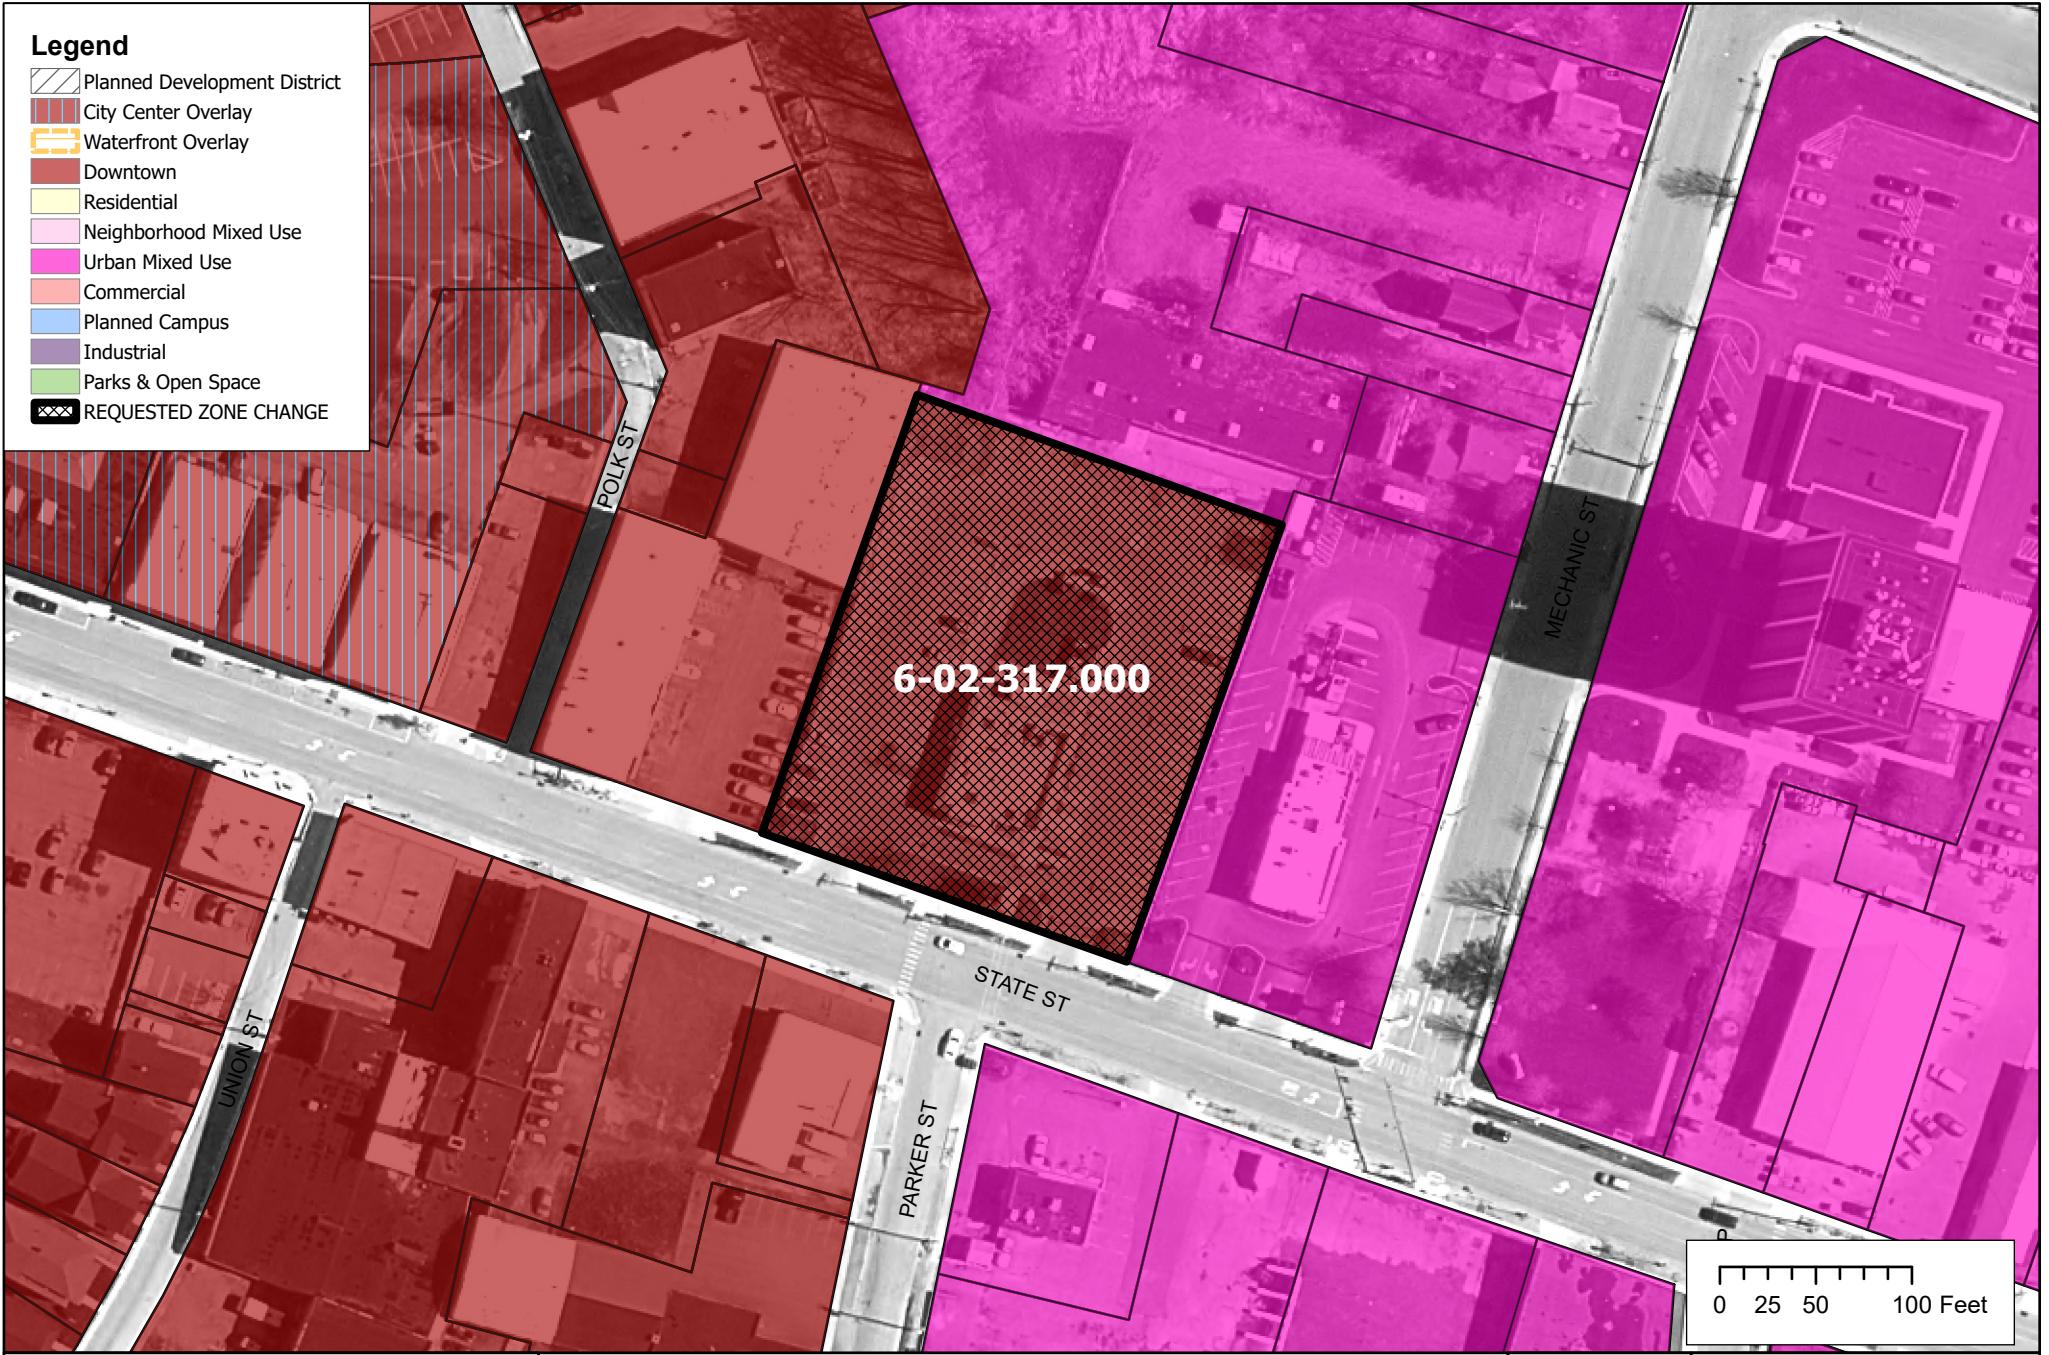 Legend
Planned Development District
City Center Overlay
Waterfront Overlay
Downtown
Residential
Neighborhood Mixed Use
Urban Mixed Use
Commercial
Planned Campus
Industrial
Parks & Open Space
REQUESTED ZONE CHANGE
POLK ST
MECHANIC ST
6-02-317.000
STATE ST
UNION ST
PARKER ST
P
0 25 50 100 Feet